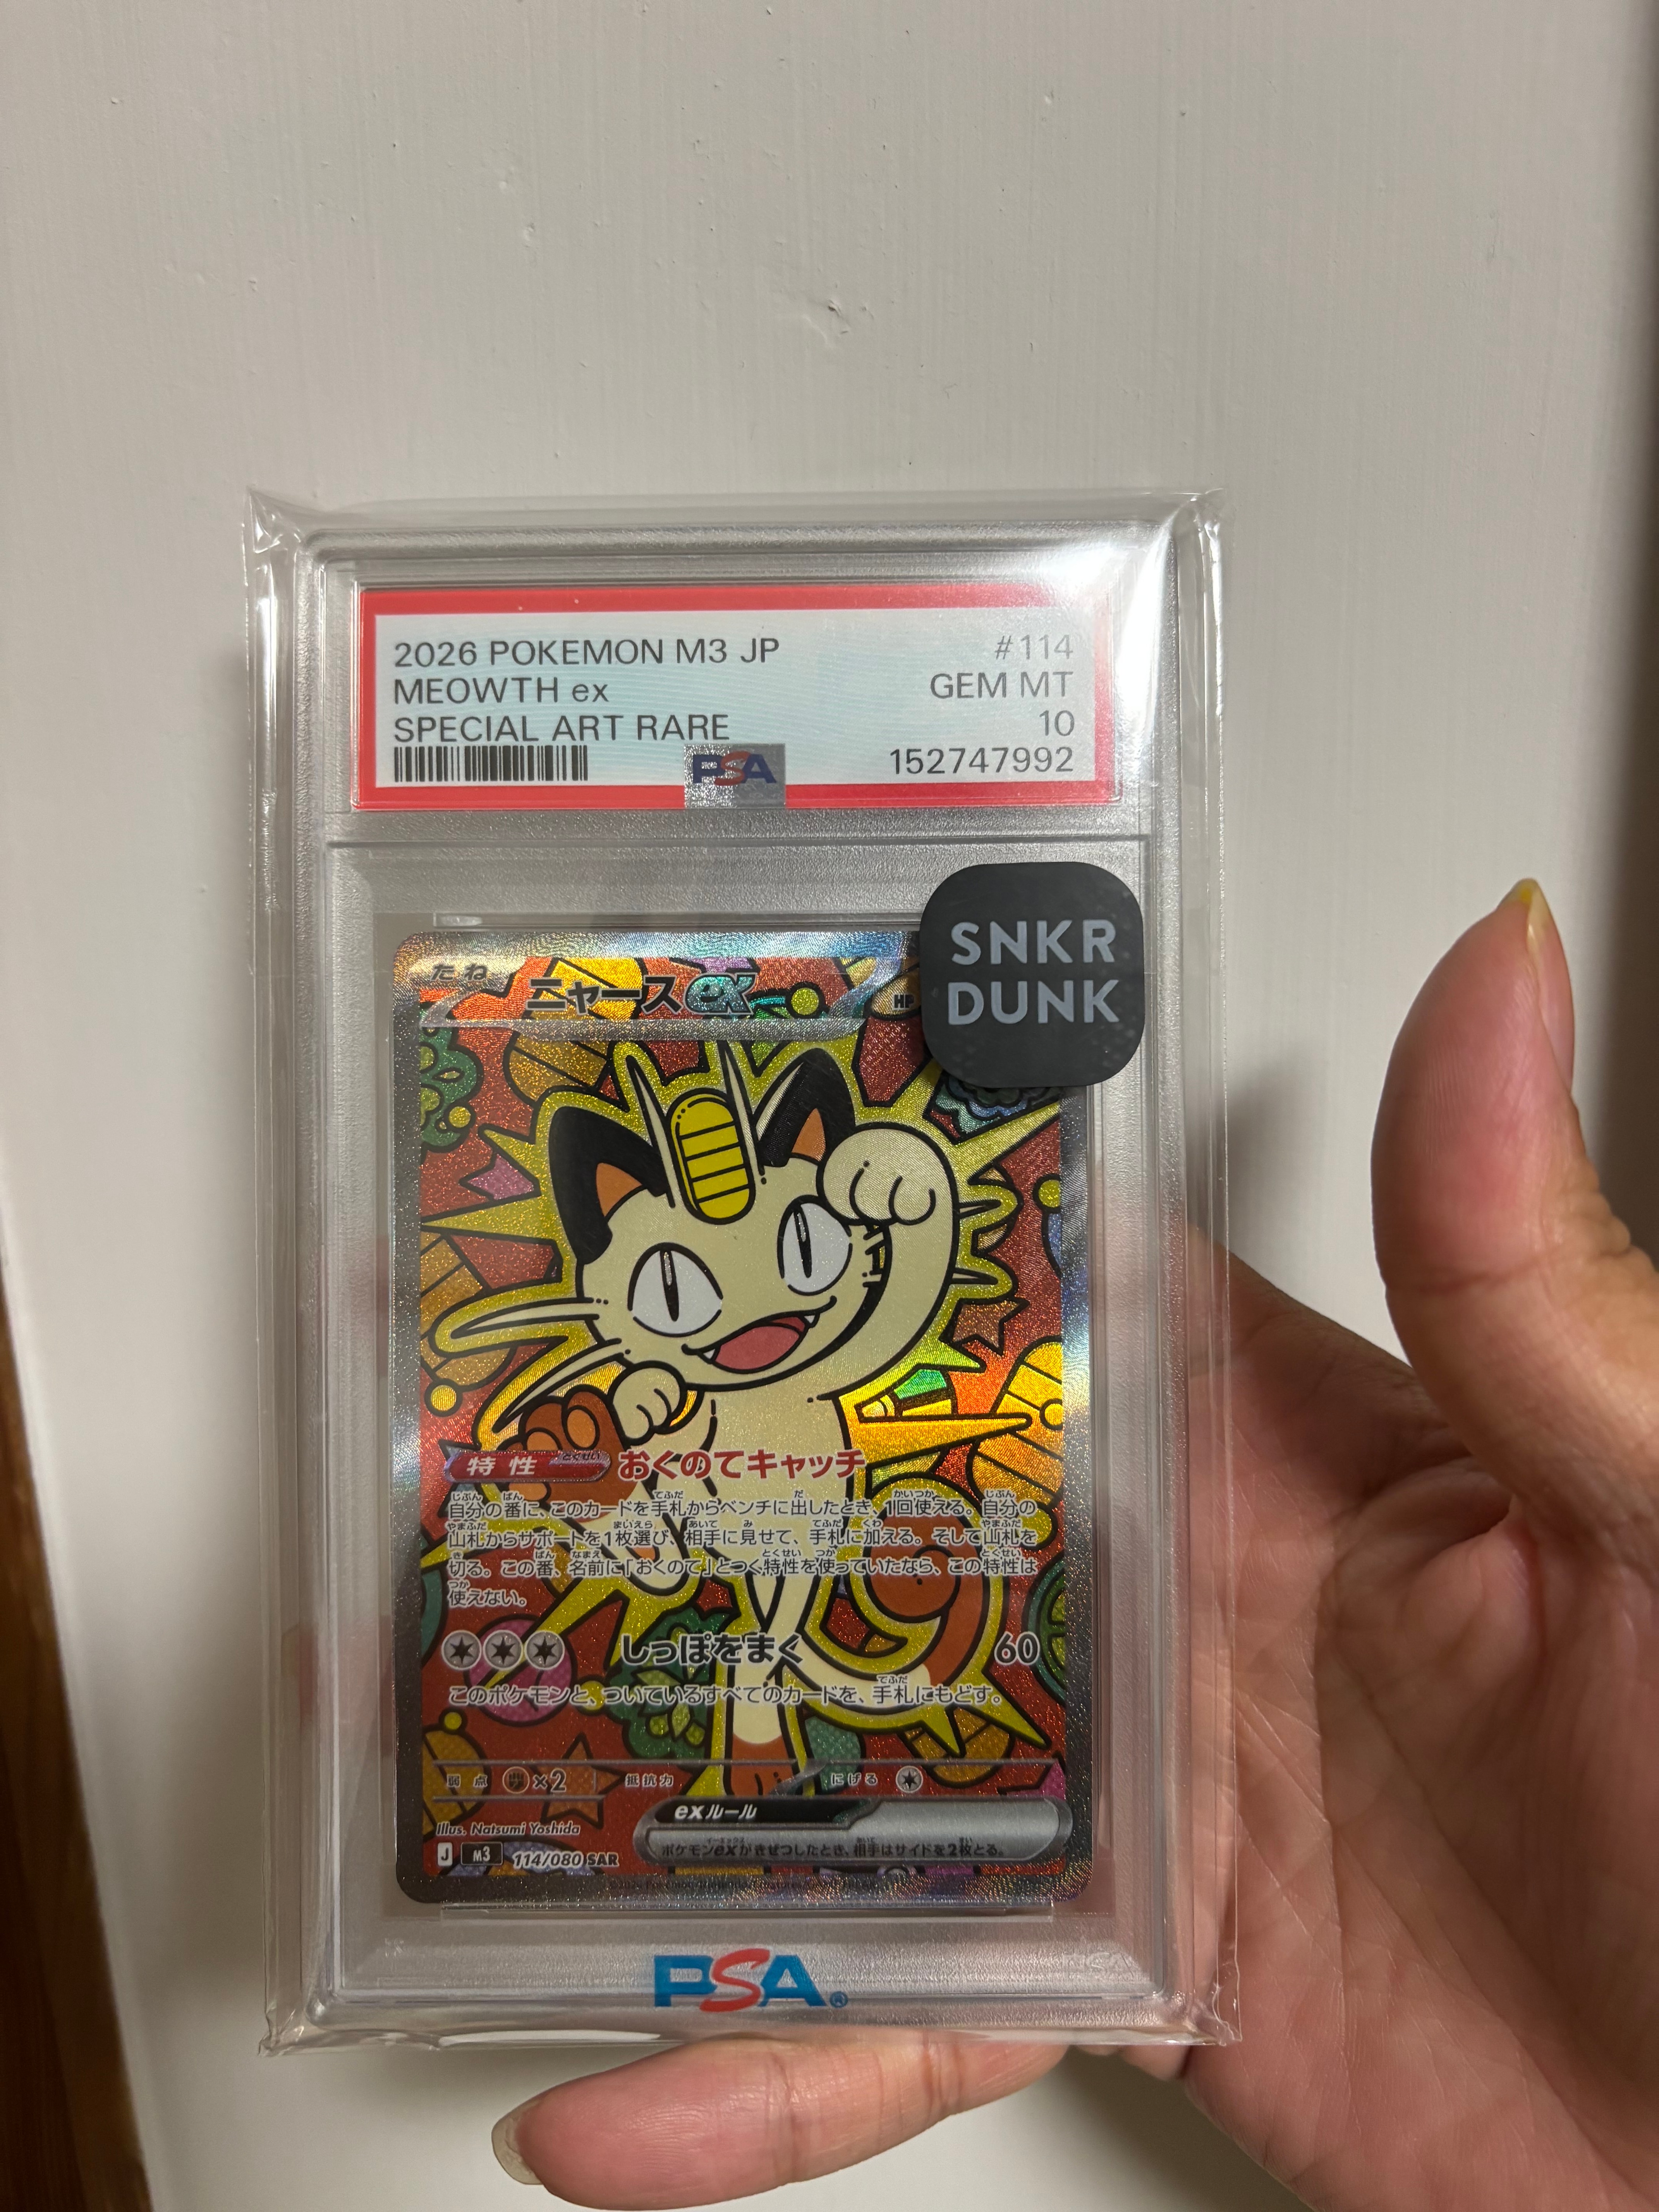 2026 POKEMON M3 JP #114
MEOWTH ex GEM MT
SPECIAL ART RARE 10
PSA 152747992
SNKR
DUNK
たね
ニャースex HP
特性 とくせい おくのてキャッチ
自分の番に、このカードを手札からベンチに出したとき、1回使える。自分の
山札からサポートを1枚選び、相手に見せて、手札に加える。そして山札を
切る。この番、名前に「おくのて」とつく特性を使っていたなら、この特性は
使えない。
しっぽをまく 60
このポケモンと、ついているすべてのカードを、手札にもどす。
弱点 ×2 抵抗力 にげる
exルール
ポケモンexがきぜつしたとき、相手はサイドを2枚とる。
Illus. Natsumi Yoshida
J M3 114/080 SAR
PSA®